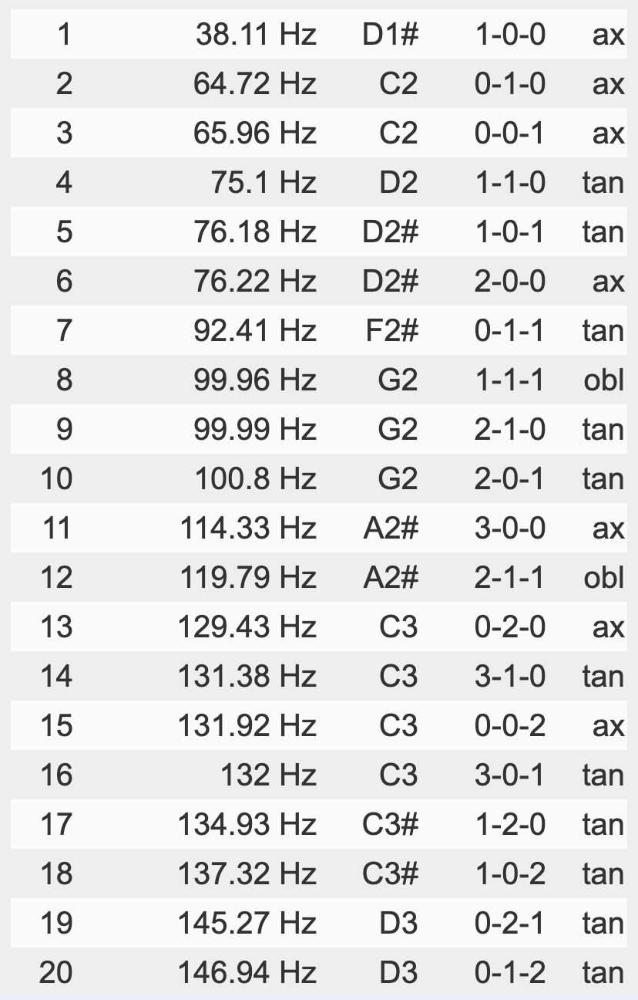 1 38.11 Hz D1# 1-0-0 ax
2 64.72 Hz C2 0-1-0 ax
3 65.96 Hz C2 0-0-1 ax
4 75.1 Hz D2 1-1-0 tan
5 76.18 Hz D2# 1-0-1 tan
6 76.22 Hz D2# 2-0-0 ax
7 92.41 Hz F2# 0-1-1 tan
8 99.96 Hz G2 1-1-1 obl
9 99.99 Hz G2 2-1-0 tan
10 100.8 Hz G2 2-0-1 tan
11 114.33 Hz A2# 3-0-0 ax
12 119.79 Hz A2# 2-1-1 obl
13 129.43 Hz C3 0-2-0 ax
14 131.38 Hz C3 3-1-0 tan
15 131.92 Hz C3 0-0-2 ax
16 132 Hz C3 3-0-1 tan
17 134.93 Hz C3# 1-2-0 tan
18 137.32 Hz C3# 1-0-2 tan
19 145.27 Hz D3 0-2-1 tan
20 146.94 Hz D3 0-1-2 tan